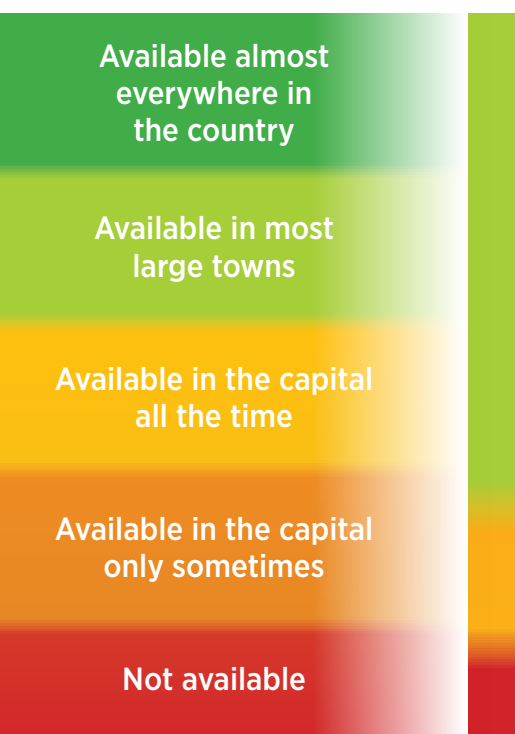 Available almost
everywhere in
the country
Available in most
large towns
Available in the capital
all the time
Available in the capital
only sometimes
Not available